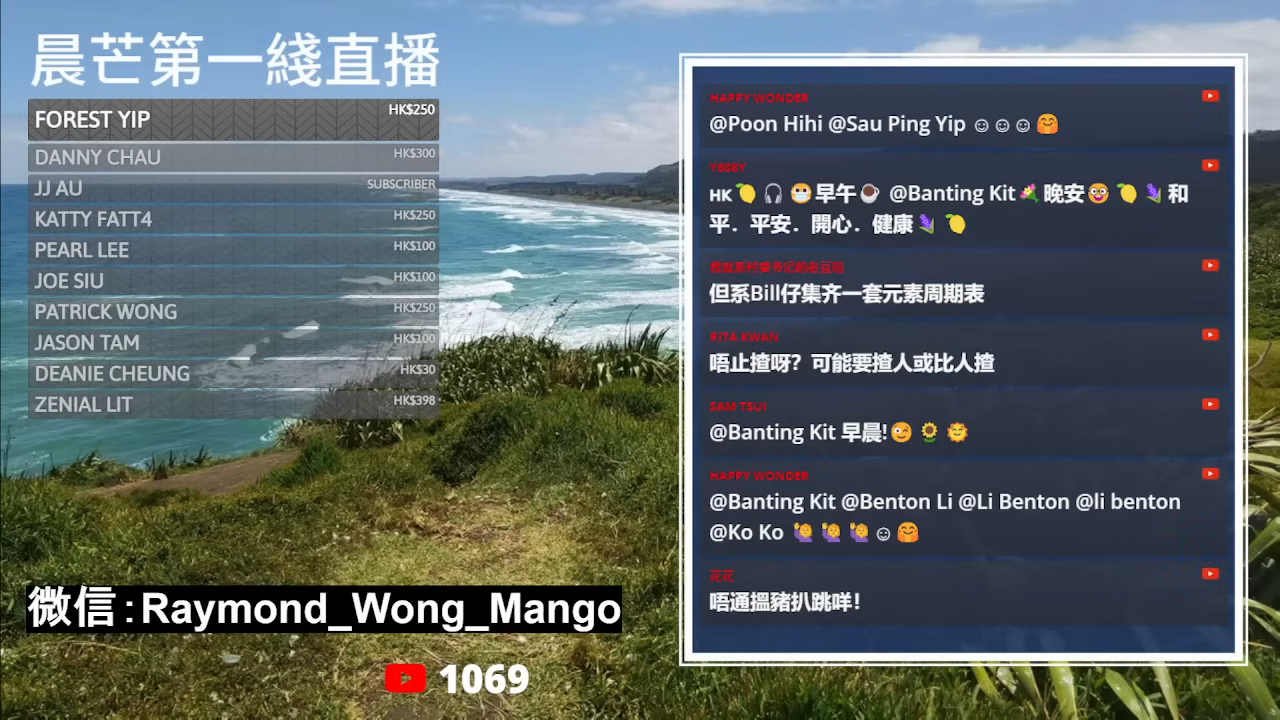 晨芒第一綫直播
FOREST YIP HK$250
DANNY CHAU HK$300
JJ AU SUBSCRIBER
KATTY FATT4 HK$250
PEARL LEE HK$100
JOE SIU HK$100
PATRICK WONG HK$250
JASON TAM HK$100
DEANIE CHEUNG HK$30
ZENIAL LIT HK$398
微信:Raymond_Wong_Mango
1069
HAPPY WONDER
@Poon Hihi @Sau Ping Yip ☺☺☺🤗
YBBBY
HK🍋🎧😷早午☕ @Banting Kit💐晚安🥸🍋🪻和
平．平安．開心．健康🪻🍋
但系Bill仔集齐一套元素周期表
RITA KWAN
唔止揸呀？可能要揸人或比人揸
SAM TSUI
@Banting Kit 早晨!😉🌻🌞
HAPPY WONDER
@Banting Kit @Benton Li @Li Benton @li benton
@Ko Ko 🙋🙋🙋☺🤗
花花
唔通搵豬扒跳咩！